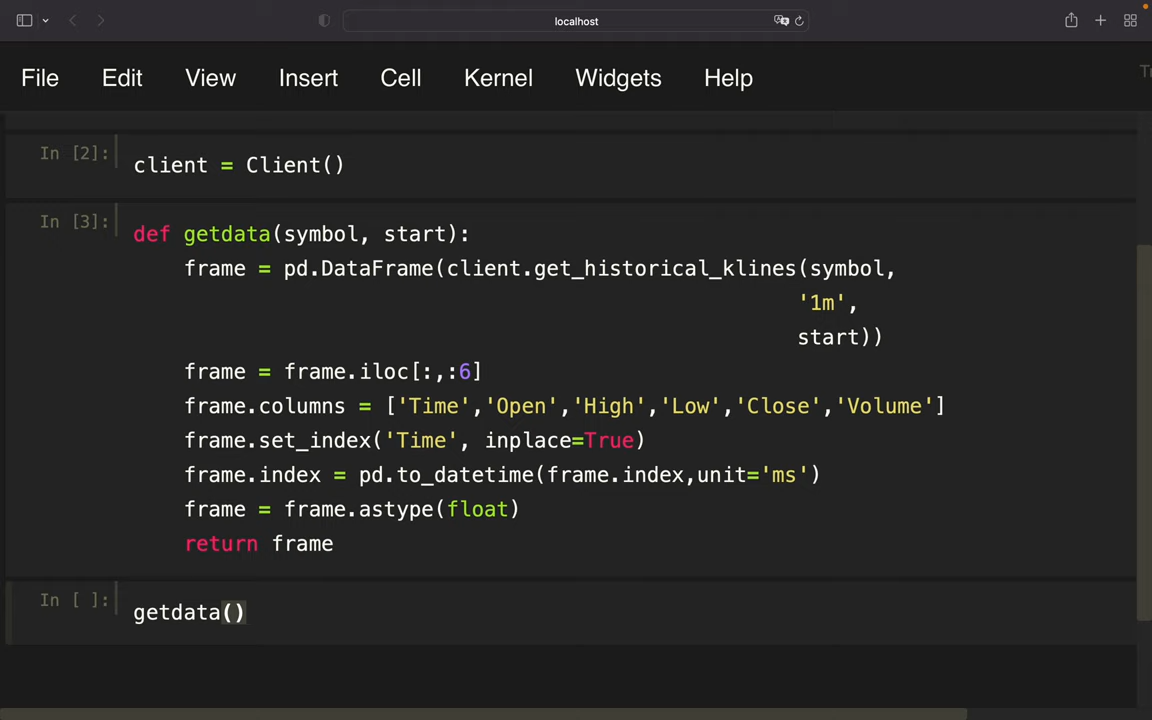 localhost
File Edit View Insert Cell Kernel Widgets Help
In [2]: client = Client()
In [3]: def getdata(symbol, start):
    frame = pd.DataFrame(client.get_historical_klines(symbol,
'1m',
start))
    frame = frame.iloc[:,:6]
    frame.columns = ['Time','Open','High','Low','Close','Volume']
    frame.set_index('Time', inplace=True)
    frame.index = pd.to_datetime(frame.index,unit='ms')
    frame = frame.astype(float)
    return frame
In [ ]: getdata()